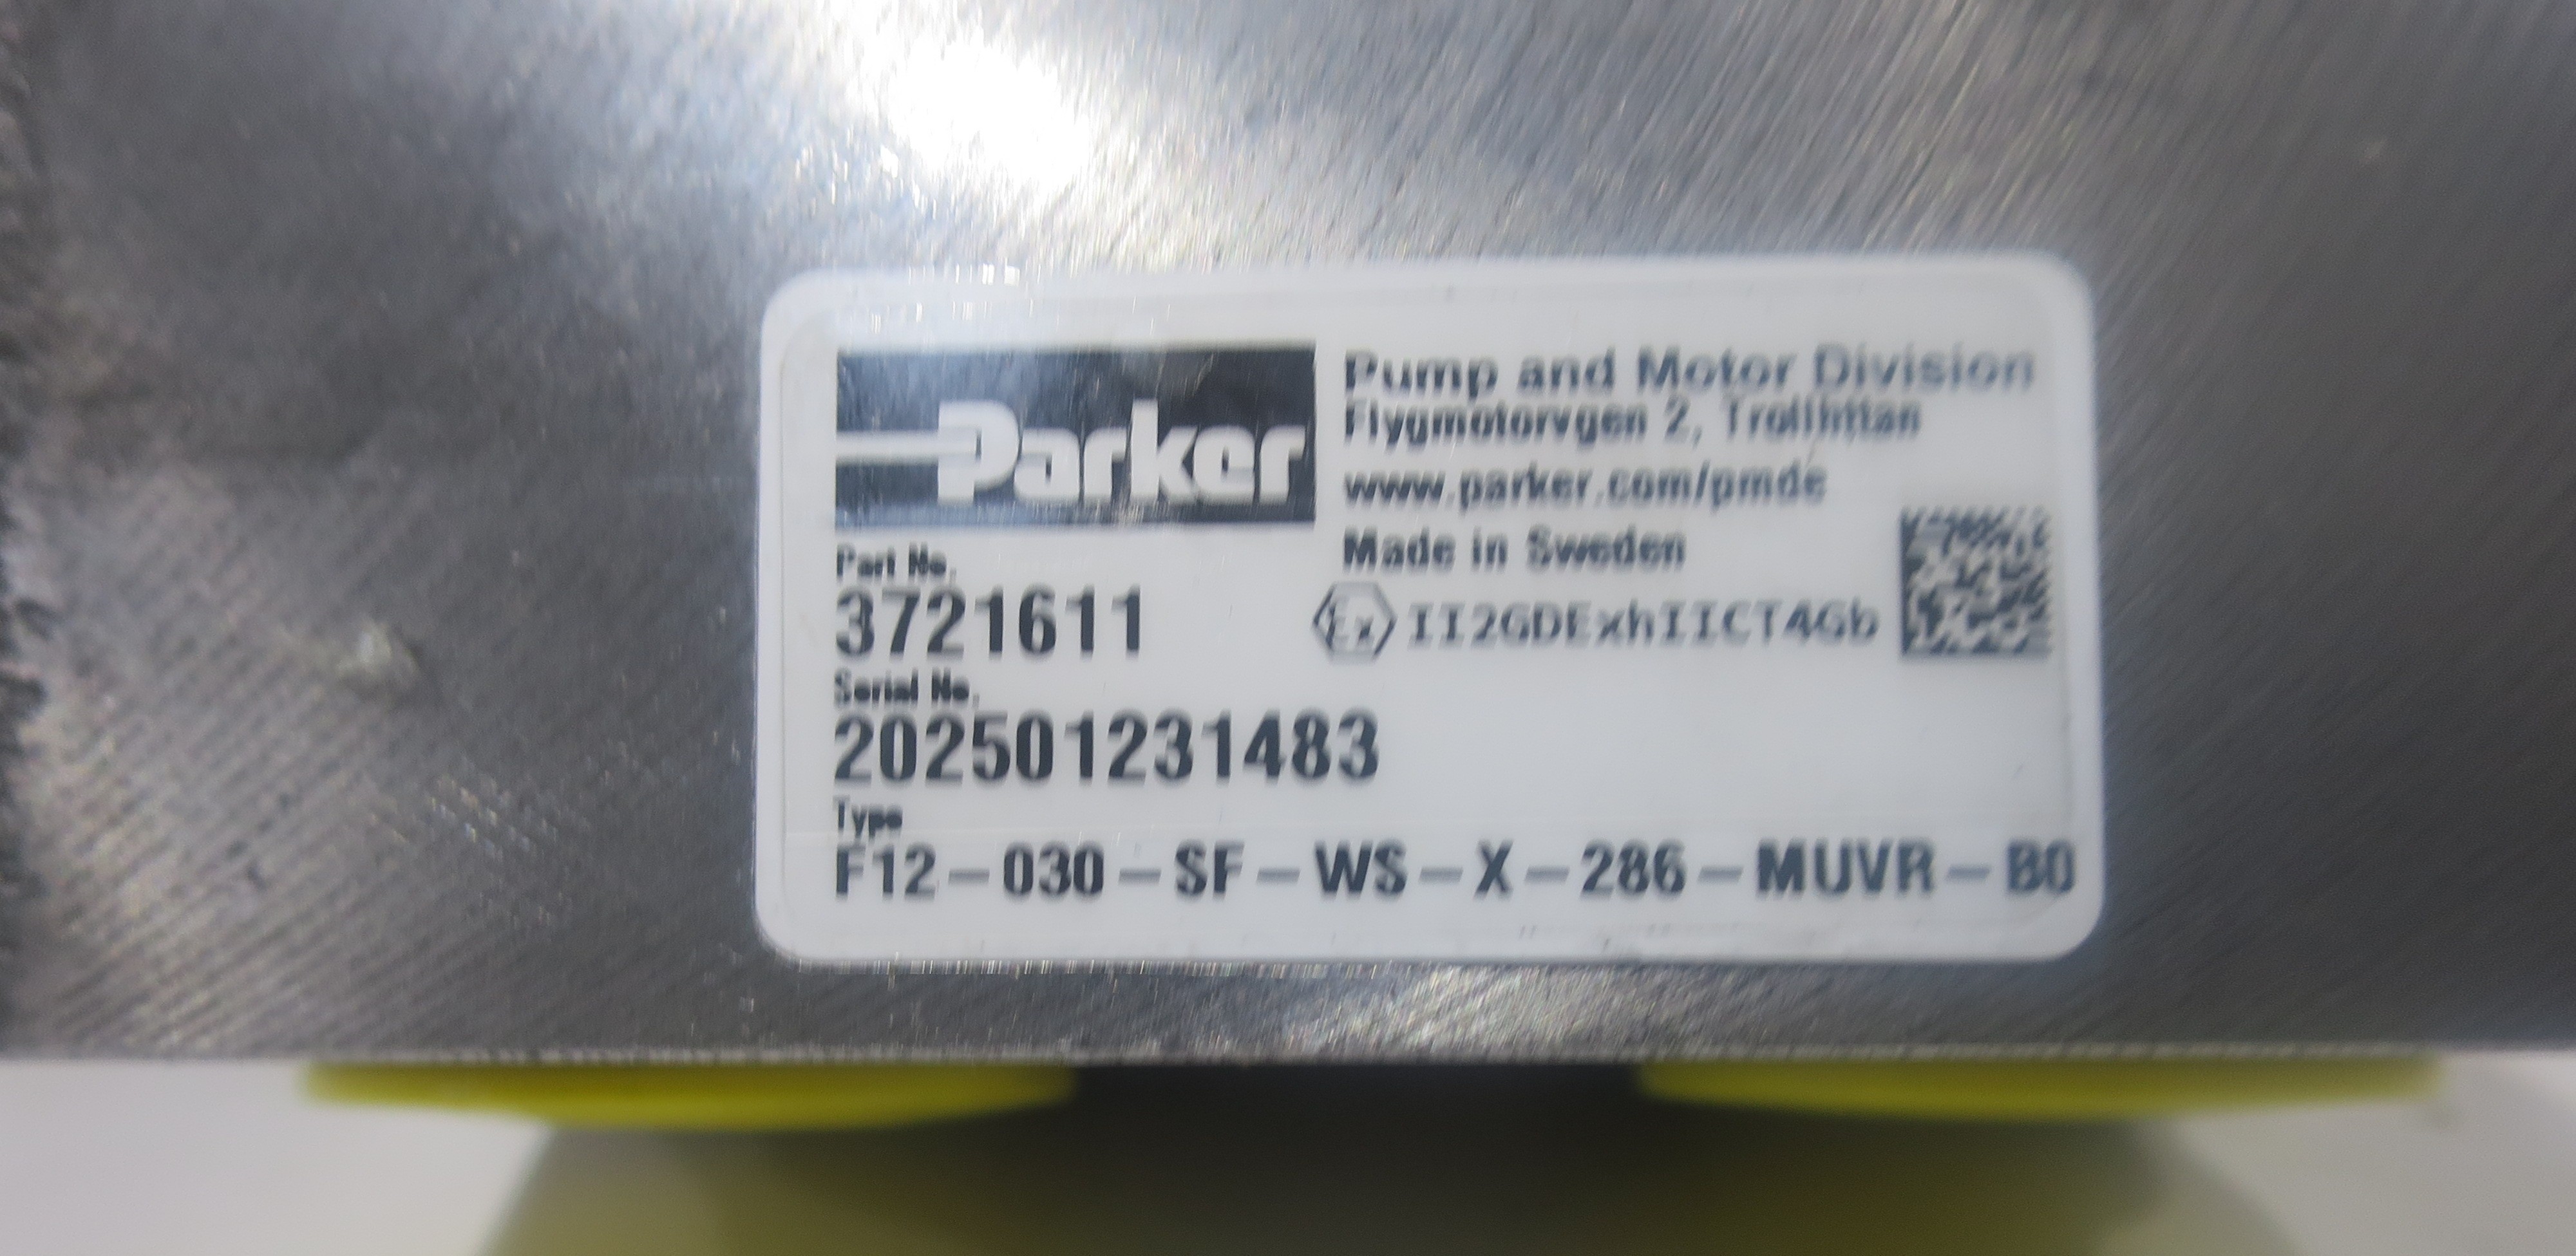 Parker
Pump and Motor Division
Flygmotorvgen 2, Trollhttan
www.parker.com/pmde
Made in Sweden
Part No.
3721611
Ex II2GDExhIICT4Gb
Serial No.
202501231483
Type
F12-030-SF-WS-X-286-MUVR-B0